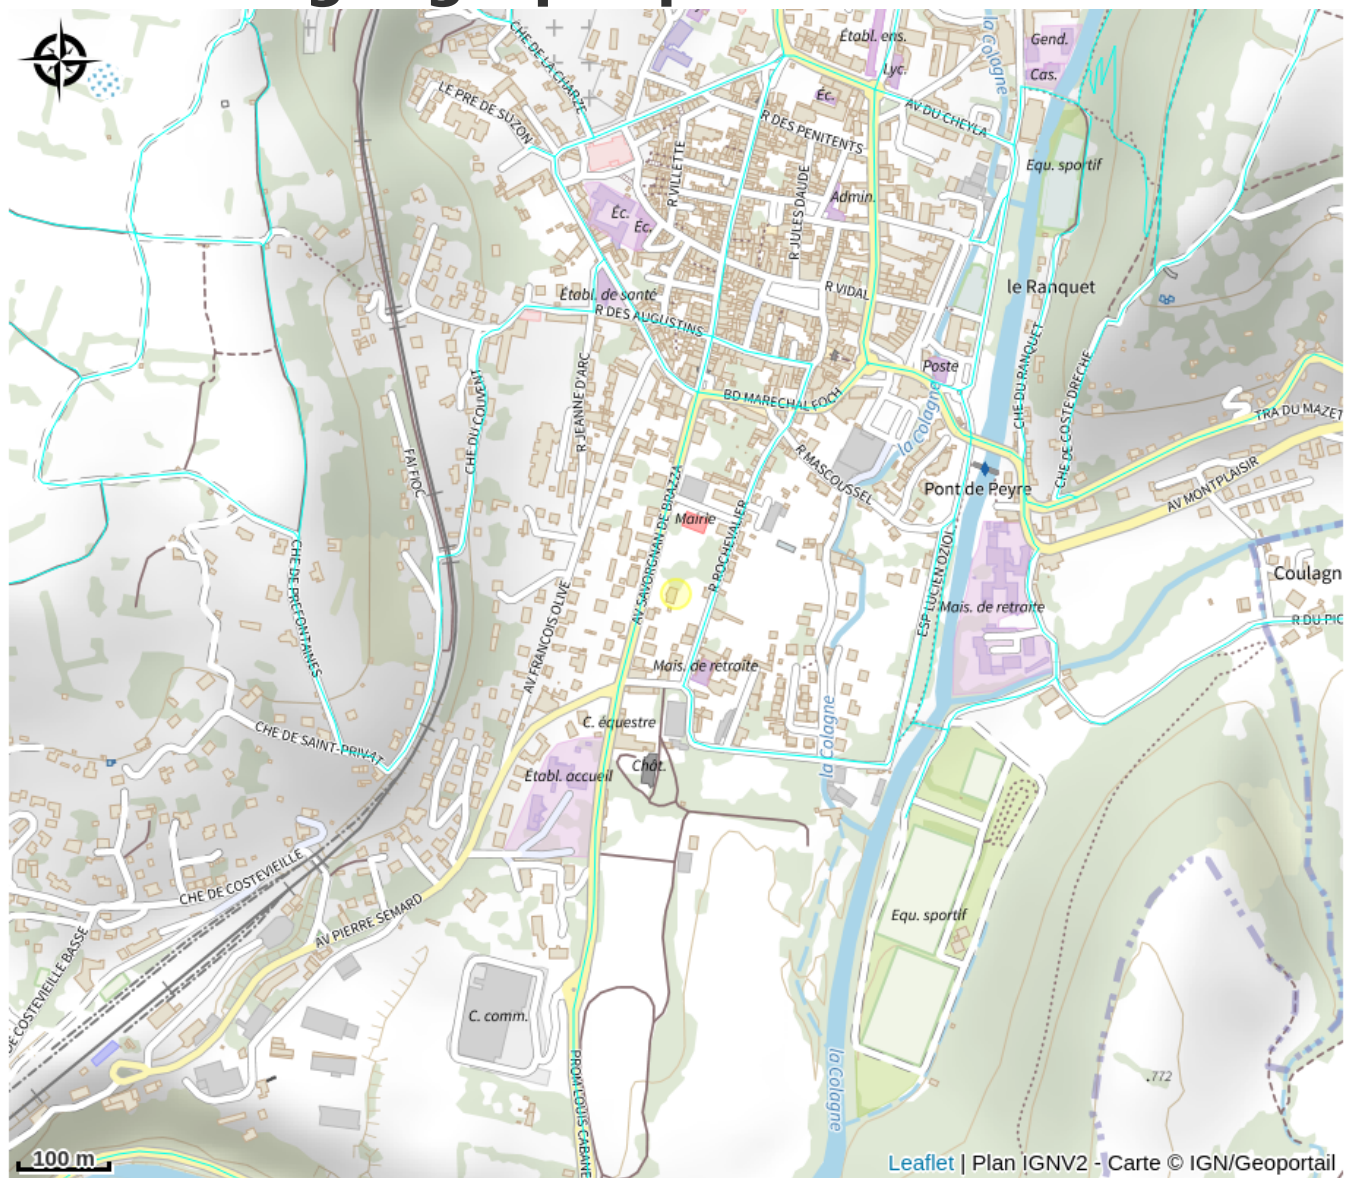 la Colagne
Établ. ens.
Gend.
CHE DE LA CHARZE
Lyc.
Cas.
LE PRE DE SUZON
Éc.
AV DU CHEYLA
R DES PENITENTS
R VILLETTE
Equ. sportif
R JULES DAUDE
Admin.
Éc.
Éc.
le Ranquet
Établ. de santé
R VIDAL
R DES AUGUSTINS
CHE DU RANQUET
CHE DE COSTE DRECHE
Poste
CHE DU COUVENT
R JEANNE D'ARC
BD MARECHAL FOCH
la Colagne
TRA DU MAZET
FAI FIOC
R MASCOUSSEL
AV MONTPLAISIR
Pont de Peyre
AV SAVORGNAN DE BRAZZA
Mairie
R ROCHEVALIER
CHE DE PREFONTAINES
ESP LUCIEN OZIOL
Coulagn
Mais. de retraite
R DU PIC
AV FRANCOIS OLIVE
Mais. de retraite
C. équestre
CHE DE SAINT-PRIVAT
la Colagne
Établ. accueil
Chât.
CHE DE COSTEVIEILLE
AV PIERRE SEMARD
Equ. sportif
DE COSTEVIEILLE BASSE
C. comm.
PROM LOUIS CABANE
la Colagne
.772
100 m
Leaflet | Plan IGNV2 - Carte © IGN/Geoportail